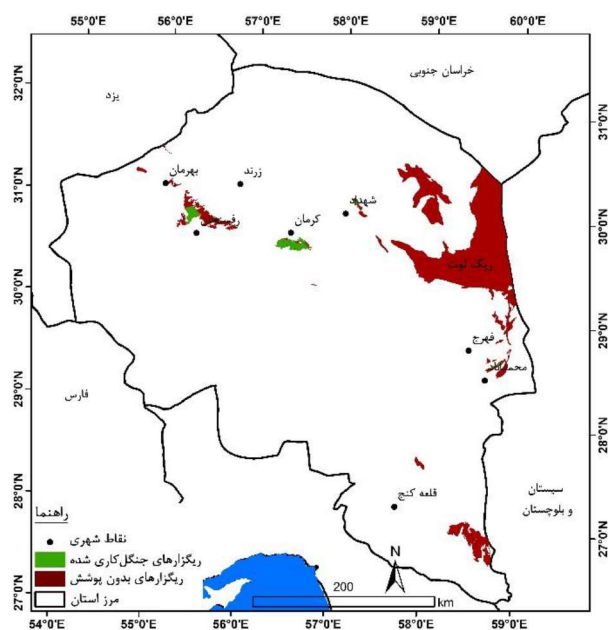 55°0'E 56°0'E 57°0'E 58°0'E 59°0'E 60°0'E
32°0'N
31°0'N
30°0'N
29°0'N
28°0'N
27°0'N
31°0'N
30°0'N
29°0'N
28°0'N
27°0'N
خراسان جنوبی
یزد
بهرمان
زرند
شهداد
کرمان
رفسنجان
ریگ لوت
فهرج
محمدآباد
فارس
قلعه گنج
سیستان
و بلوچستان
راهنما
نقاط شهری
ریگزارهای جنگل‌کاری شده
ریگزارهای بدون پوشش
مرز استان
N
200
km
54°0'E 55°0'E 56°0'E 57°0'E 58°0'E 59°0'E